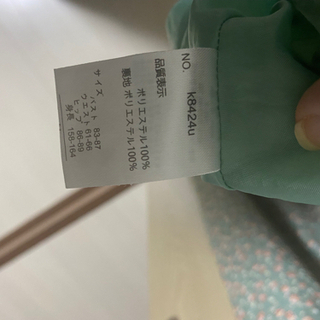 NO. k8424u
品質表示
ポリエステル100%
裏地 ポリエステル100%
サイズ
バスト 83-87
ウエスト 61-66
ヒップ 86-89
身長 158-164